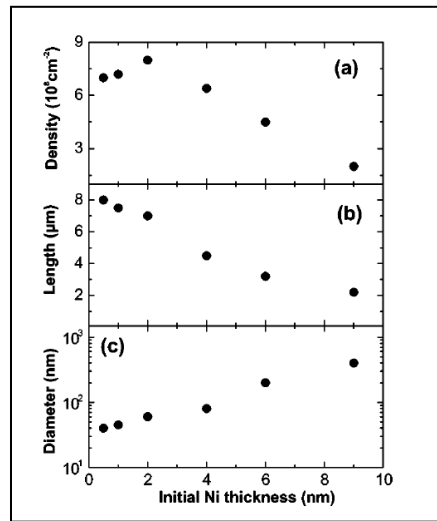 9
6
3
Density (10⁸cm⁻²)
(a)
8
6
4
2
Length (μm)
(b)
10³
10²
10¹
Diameter (nm)
(c)
0 2 4 6 8 10
Initial Ni thickness (nm)